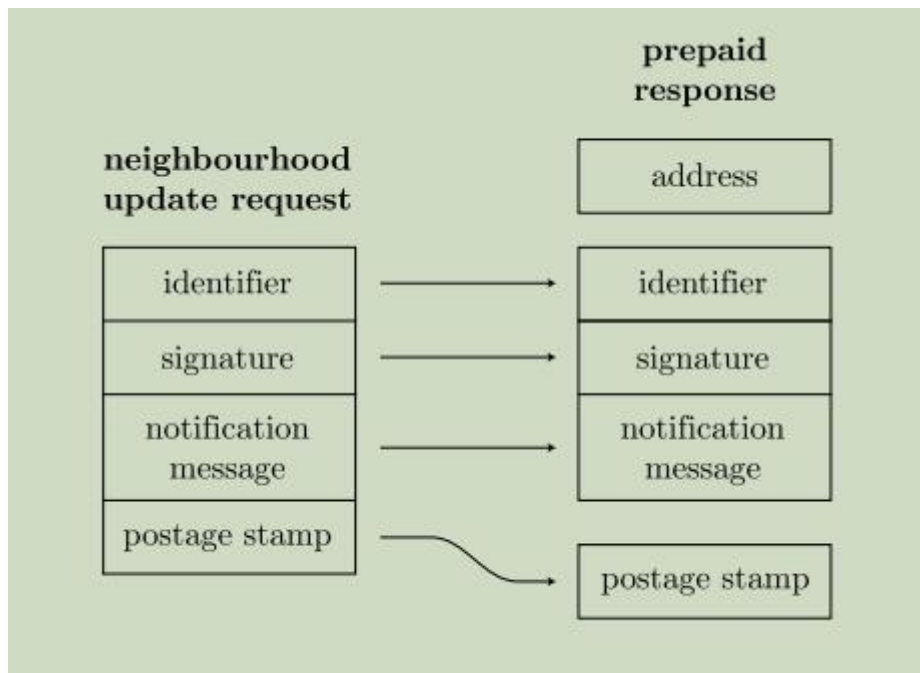 neighbourhood
update request
identifier
signature
notification
message
postage stamp
prepaid
response
address
identifier
signature
notification
message
postage stamp